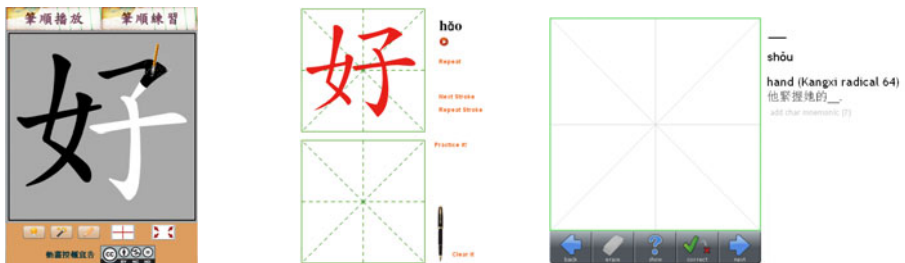 筆順播放 筆順練習
好
動畫授權宣告
好
hǎo
Repeat
Next Stroke
Repeat Stroke
Practice it!
Clear it
shǒu
hand (Kangxi radical 64)
他緊握她的__.
add char mnemonic (?)
back erase show correct next